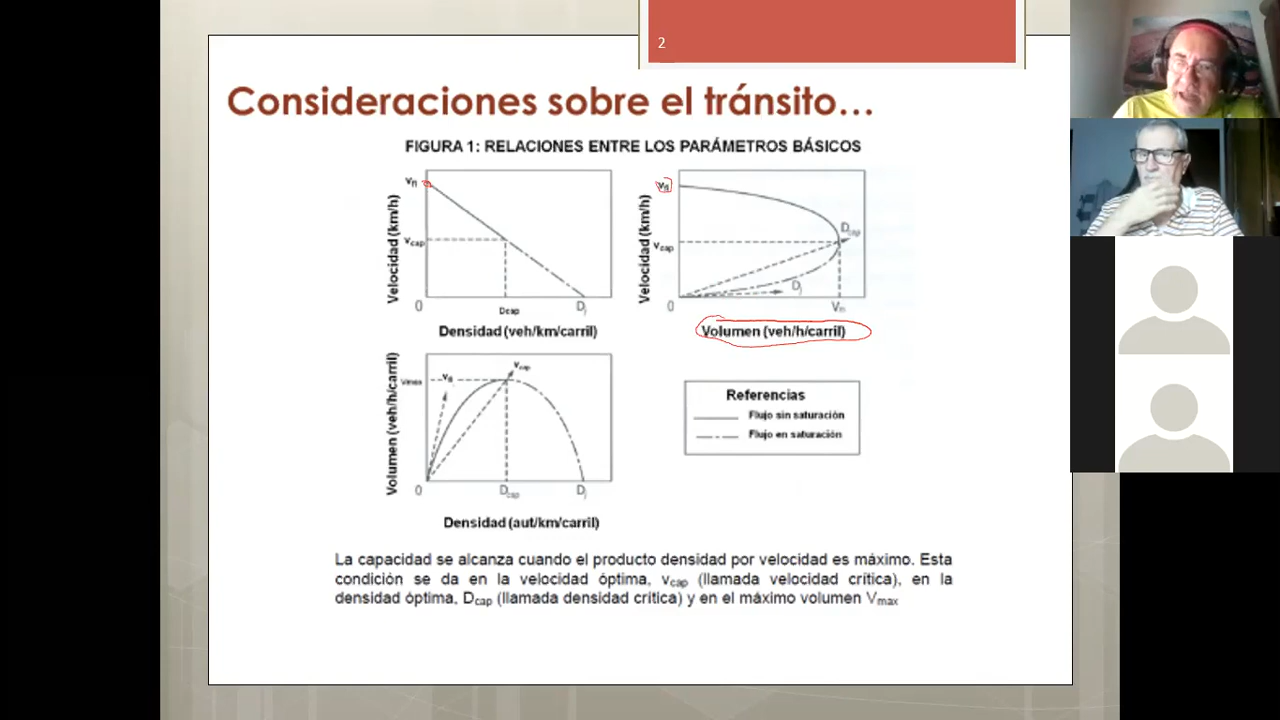 2
Consideraciones sobre el tránsito...
FIGURA 1: RELACIONES ENTRE LOS PARÁMETROS BÁSICOS
Velocidad (km/h)
vfl
vcap
0
Dcap
Dj
Densidad (veh/km/carril)
Velocidad (km/h)
vfl
vcap
0
Dcap
Dj
Vm
Volumen (veh/h/carril)
Volumen (veh/h/carril)
Vmax
vfl
vcap
0
Dcap
Dj
Densidad (aut/km/carril)
Referencias
Flujo sin saturación
Flujo en saturación
La capacidad se alcanza cuando el producto densidad por velocidad es máximo. Esta
condición se da en la velocidad óptima, vcap (llamada velocidad crítica), en la
densidad óptima, Dcap (llamada densidad crítica) y en el máximo volumen Vmax